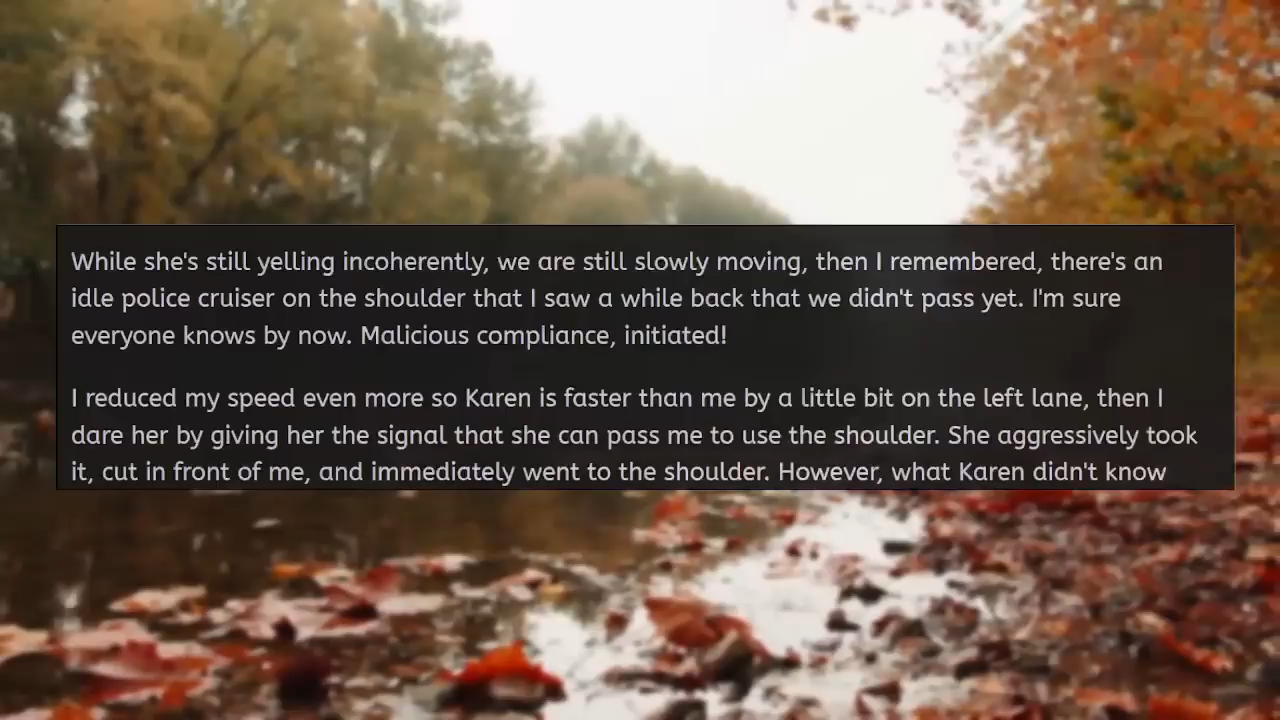 While she's still yelling incoherently, we are still slowly moving, then I remembered, there's an
idle police cruiser on the shoulder that I saw a while back that we didn't pass yet. I'm sure
everyone knows by now. Malicious compliance, initiated!
I reduced my speed even more so Karen is faster than me by a little bit on the left lane, then I
dare her by giving her the signal that she can pass me to use the shoulder. She aggressively took
it, cut in front of me, and immediately went to the shoulder. However, what Karen didn't know